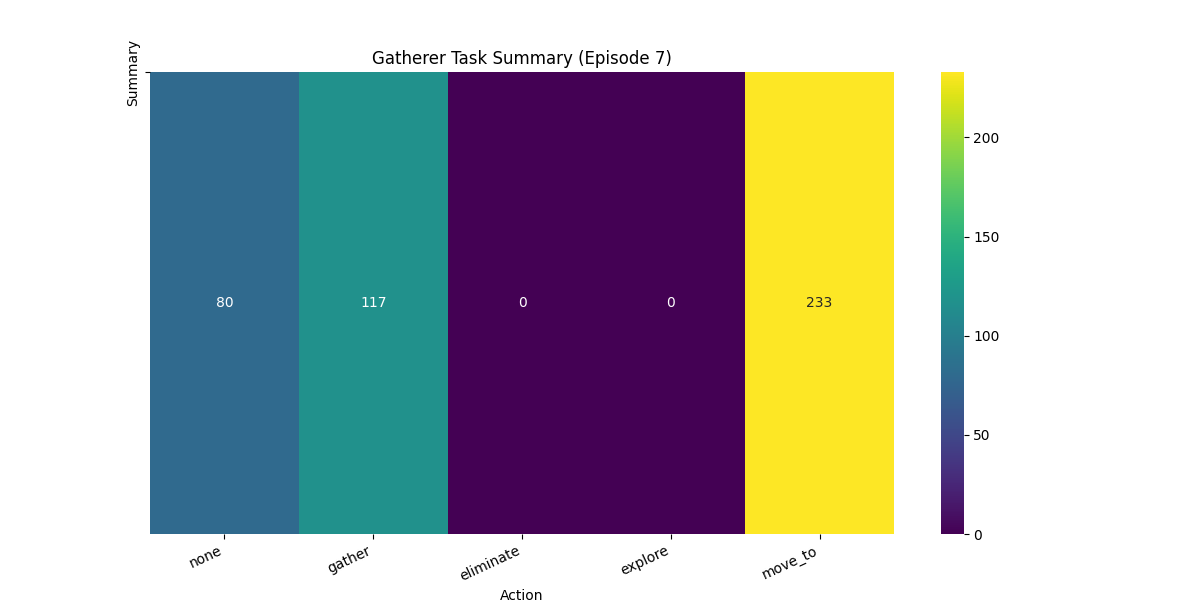 Gatherer Task Summary (Episode 7)
Summary
80
117
0
0
233
none
gather
eliminate
explore
move_to
Action
200
150
100
50
0